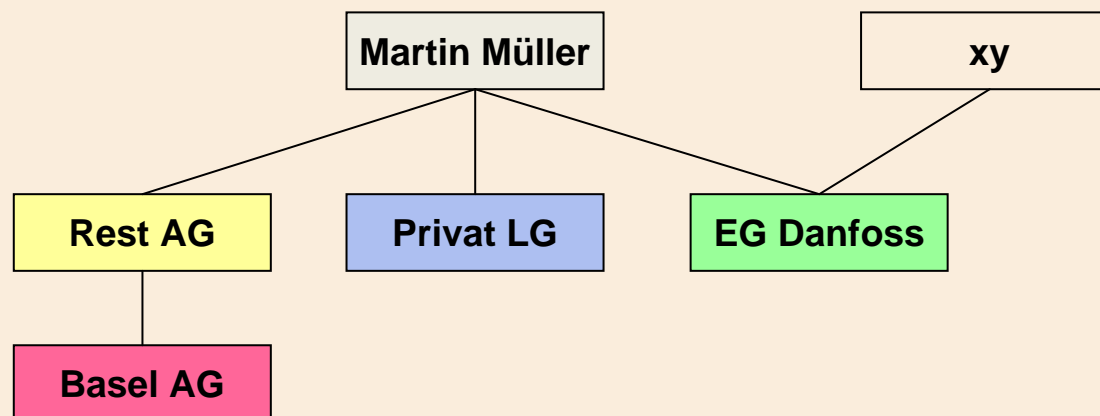 Martin Müller
xy
Rest AG
Privat LG
EG Danfoss
Basel AG